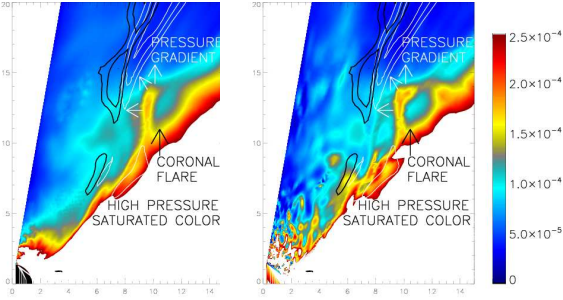 20
15
10
5
0
0 2 4 6 8 10 12 14
PRESSURE
GRADIENT
CORONAL
FLARE
HIGH PRESSURE
SATURATED COLOR
20
15
10
5
0
0 2 4 6 8 10 12 14
PRESSURE
GRADIENT
CORONAL
FLARE
HIGH PRESSURE
SATURATED COLOR
2.5×10⁻⁴
2.0×10⁻⁴
1.5×10⁻⁴
1.0×10⁻⁴
5.0×10⁻⁵
0